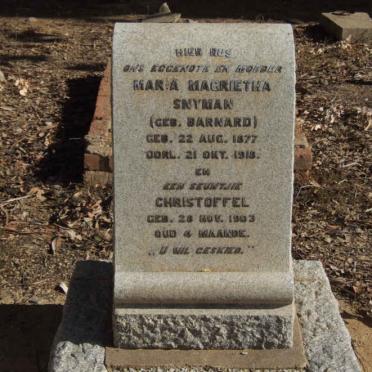 HIER RUS
ONS EGGENOTE EN MOEDER
MARIA MAGRIETHA
SNYMAN
(GEB. BARNARD)
GEB. 22 AUG. 1877
OORL. 21 OKT. 1918.
EN
EEN SEUNTJIE
CHRISTOFFEL
GEB. 28 NOV. 1903
OUD 4 MAANDE.
„U WIL GESKIED."